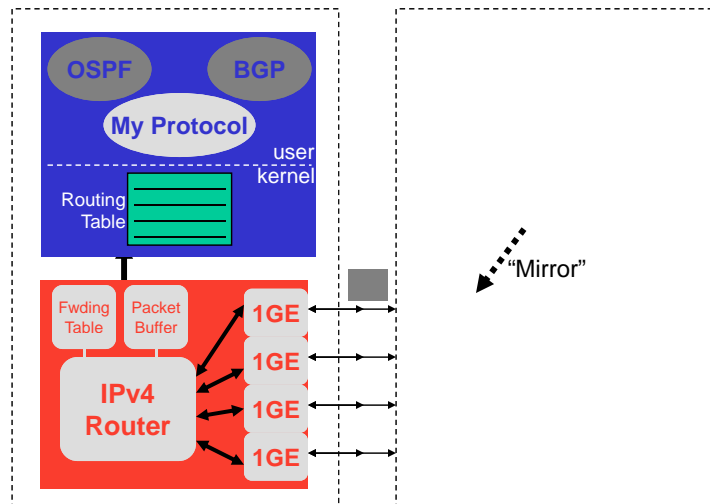 OSPF
BGP
My Protocol
user
kernel
Routing
Table
“Mirror”
Fwding
Table
Packet
Buffer
1GE
1GE
1GE
1GE
IPv4
Router